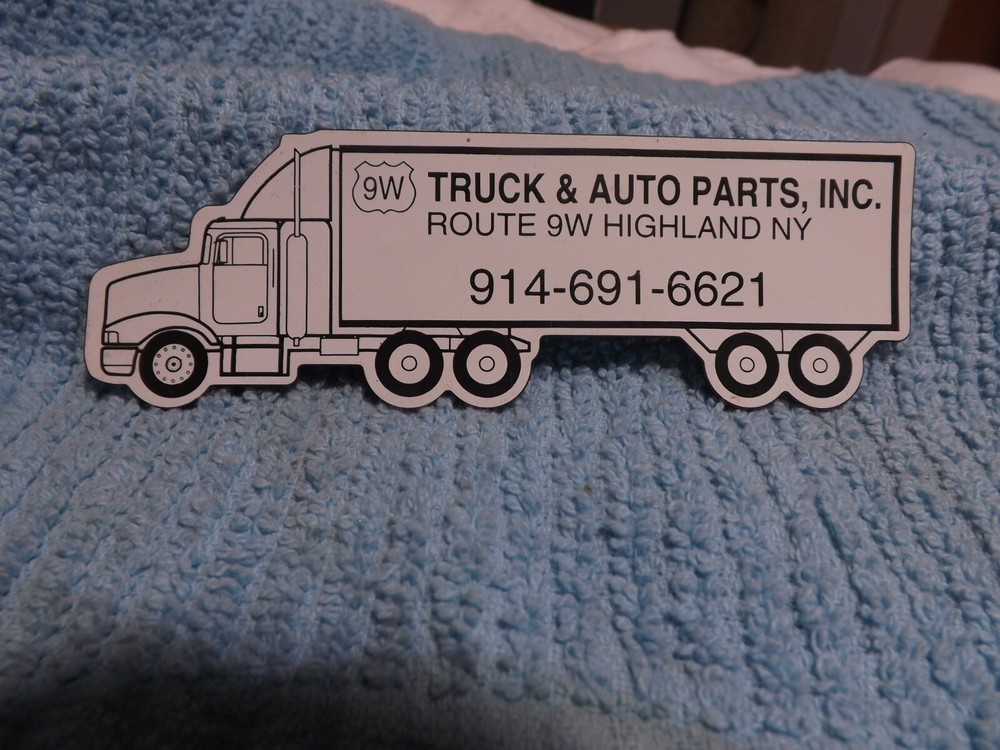 9W TRUCK & AUTO PARTS, INC.
ROUTE 9W HIGHLAND NY
914-691-6621